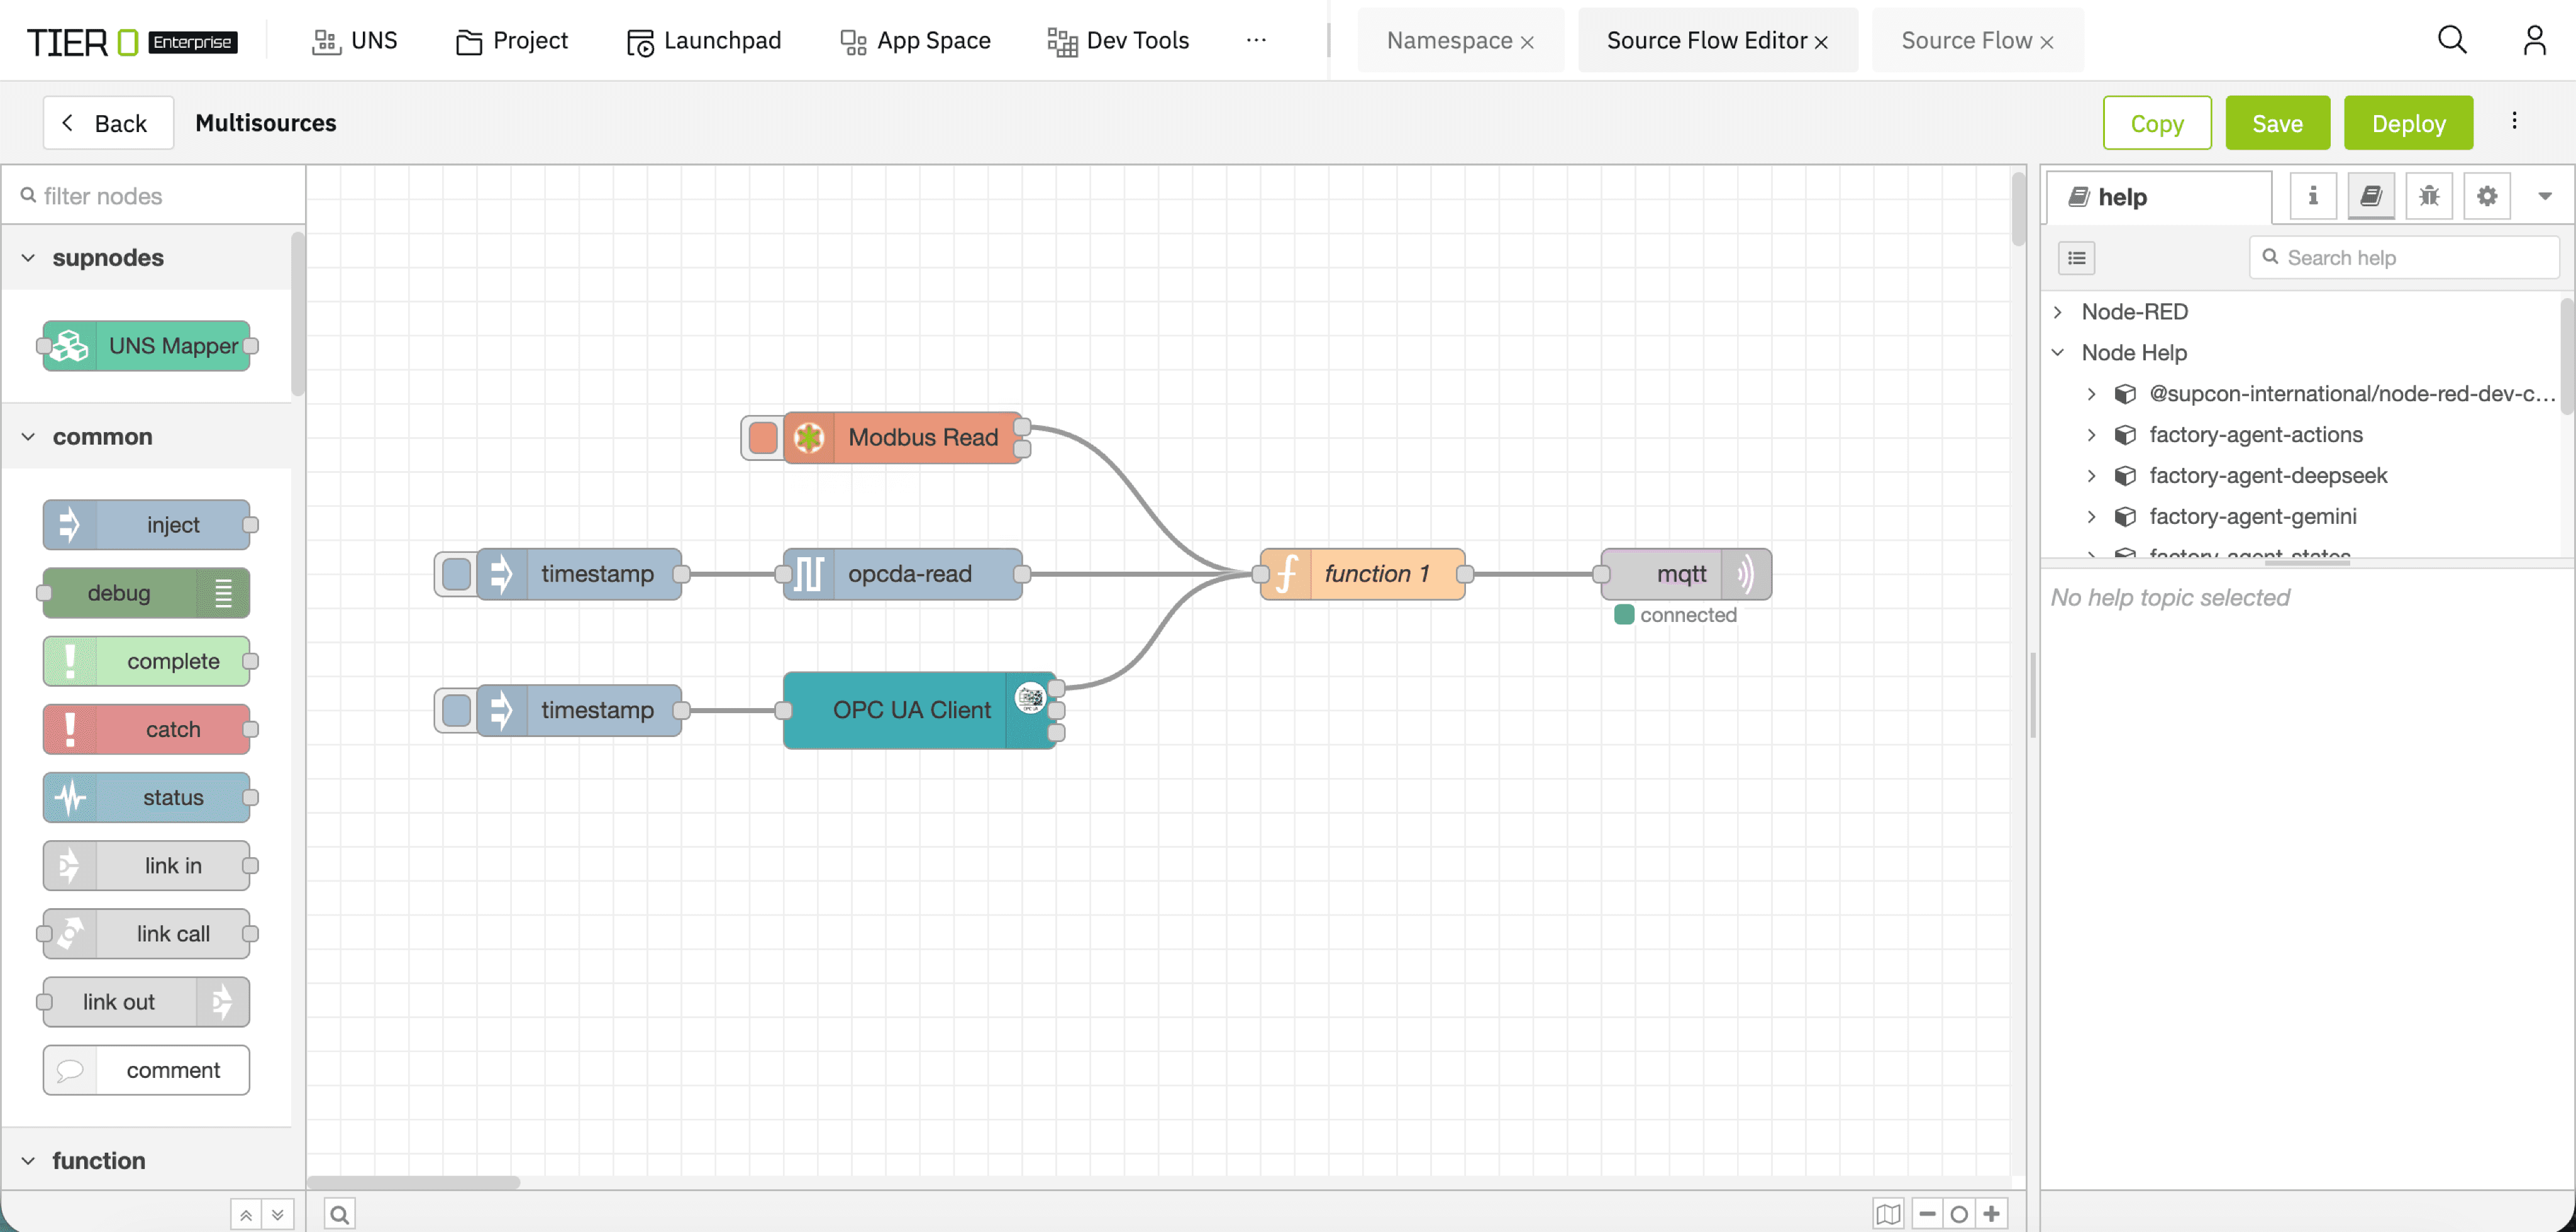 TIER 0 Enterprise
UNS
Project
Launchpad
App Space
Dev Tools
...
Namespace ×
Source Flow Editor ×
Source Flow ×
Back
Multisources
Copy
Save
Deploy
filter nodes
supnodes
UNS Mapper
common
inject
debug
complete
catch
status
link in
link call
link out
comment
function
Modbus Read
timestamp
opcda-read
function 1
mqtt
connected
timestamp
OPC UA Client
help
Search help
Node-RED
Node Help
@supcon-international/node-red-dev-c...
factory-agent-actions
factory-agent-deepseek
factory-agent-gemini
factory-agent-states
No help topic selected